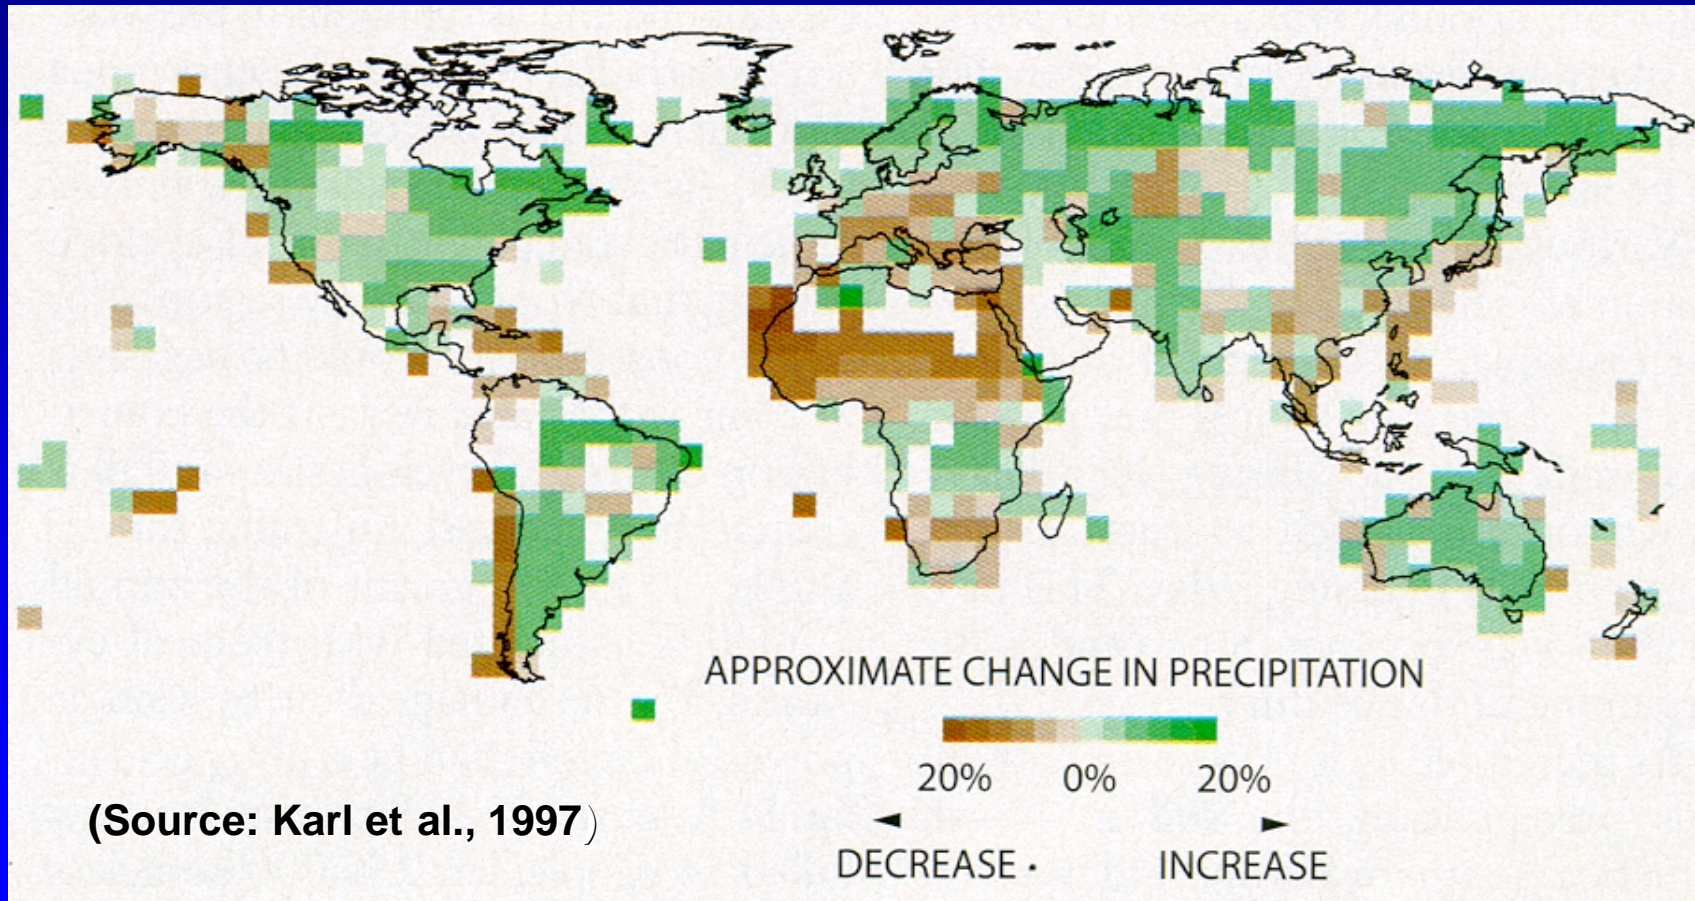 APPROXIMATE CHANGE IN PRECIPITATION
20% 0% 20%
DECREASE · INCREASE
(Source: Karl et al., 1997)